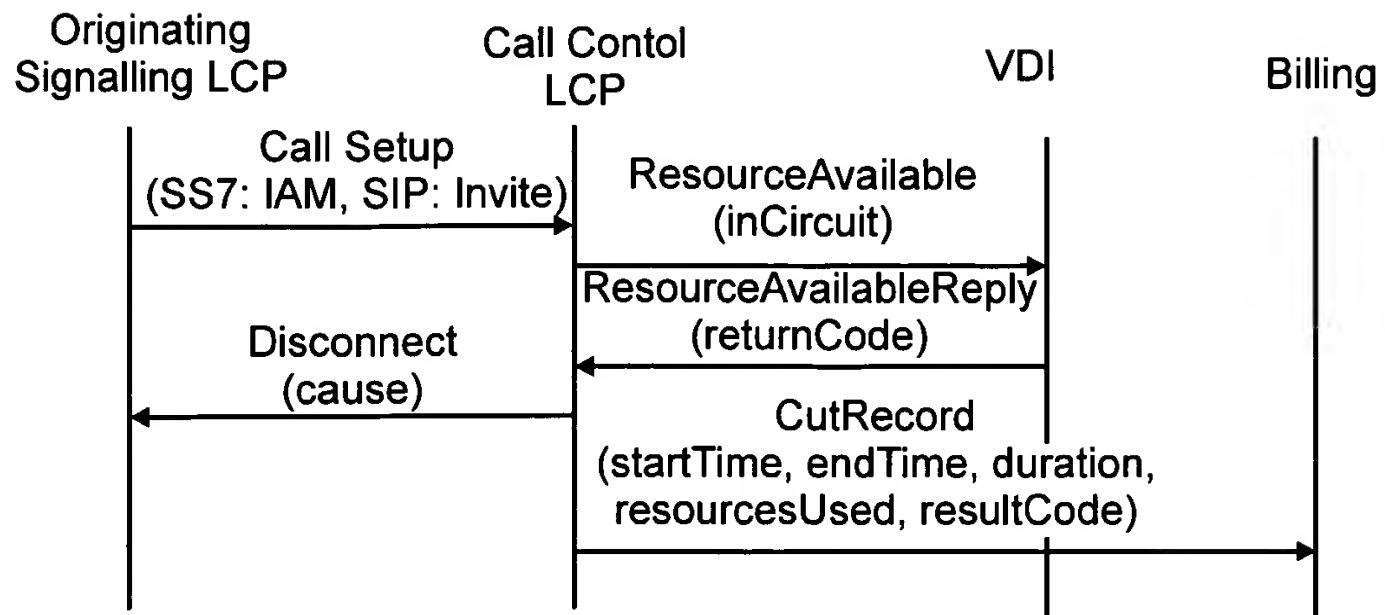 Originating
Signalling LCP
Call Contol
LCP
VDI
Billing
Call Setup
(SS7: IAM, SIP: Invite)
ResourceAvailable
(inCircuit)
ResourceAvailableReply
(returnCode)
Disconnect
(cause)
CutRecord
(startTime, endTime, duration,
resourcesUsed, resultCode)